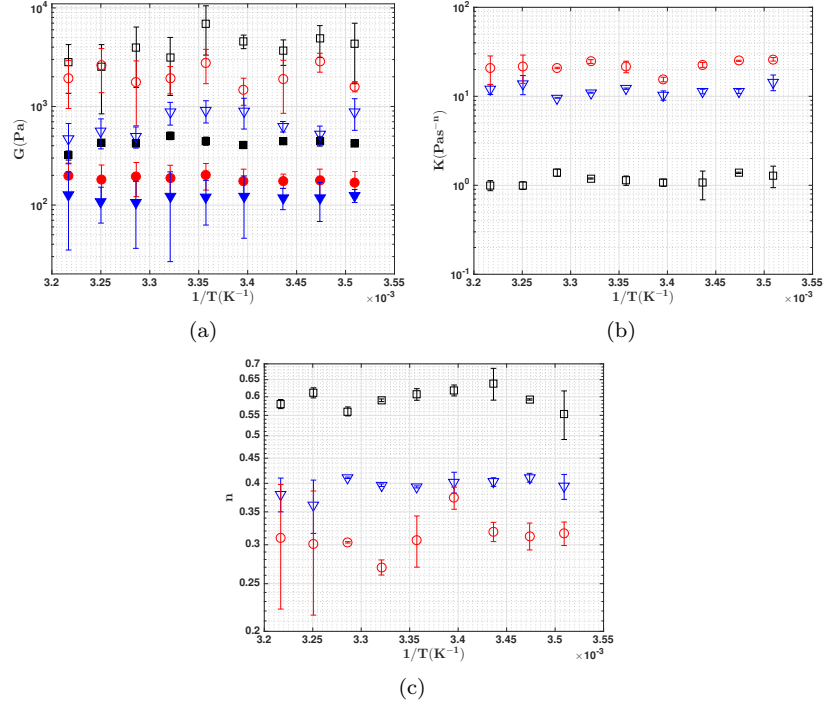 10^4
10^3
10^2
G(Pa)
3.2 3.25 3.3 3.35 3.4 3.45 3.5 3.55
1/T(K^{-1})
×10^{-3}
(a)
10^2
10^1
10^0
10^{-1}
K(Pas^{-n})
3.2 3.25 3.3 3.35 3.4 3.45 3.5 3.55
1/T(K^{-1})
×10^{-3}
(b)
0.7
0.65
0.6
0.55
0.5
0.45
0.4
0.35
0.3
0.25
0.2
n
3.2 3.25 3.3 3.35 3.4 3.45 3.5 3.55
1/T(K^{-1})
×10^{-3}
(c)